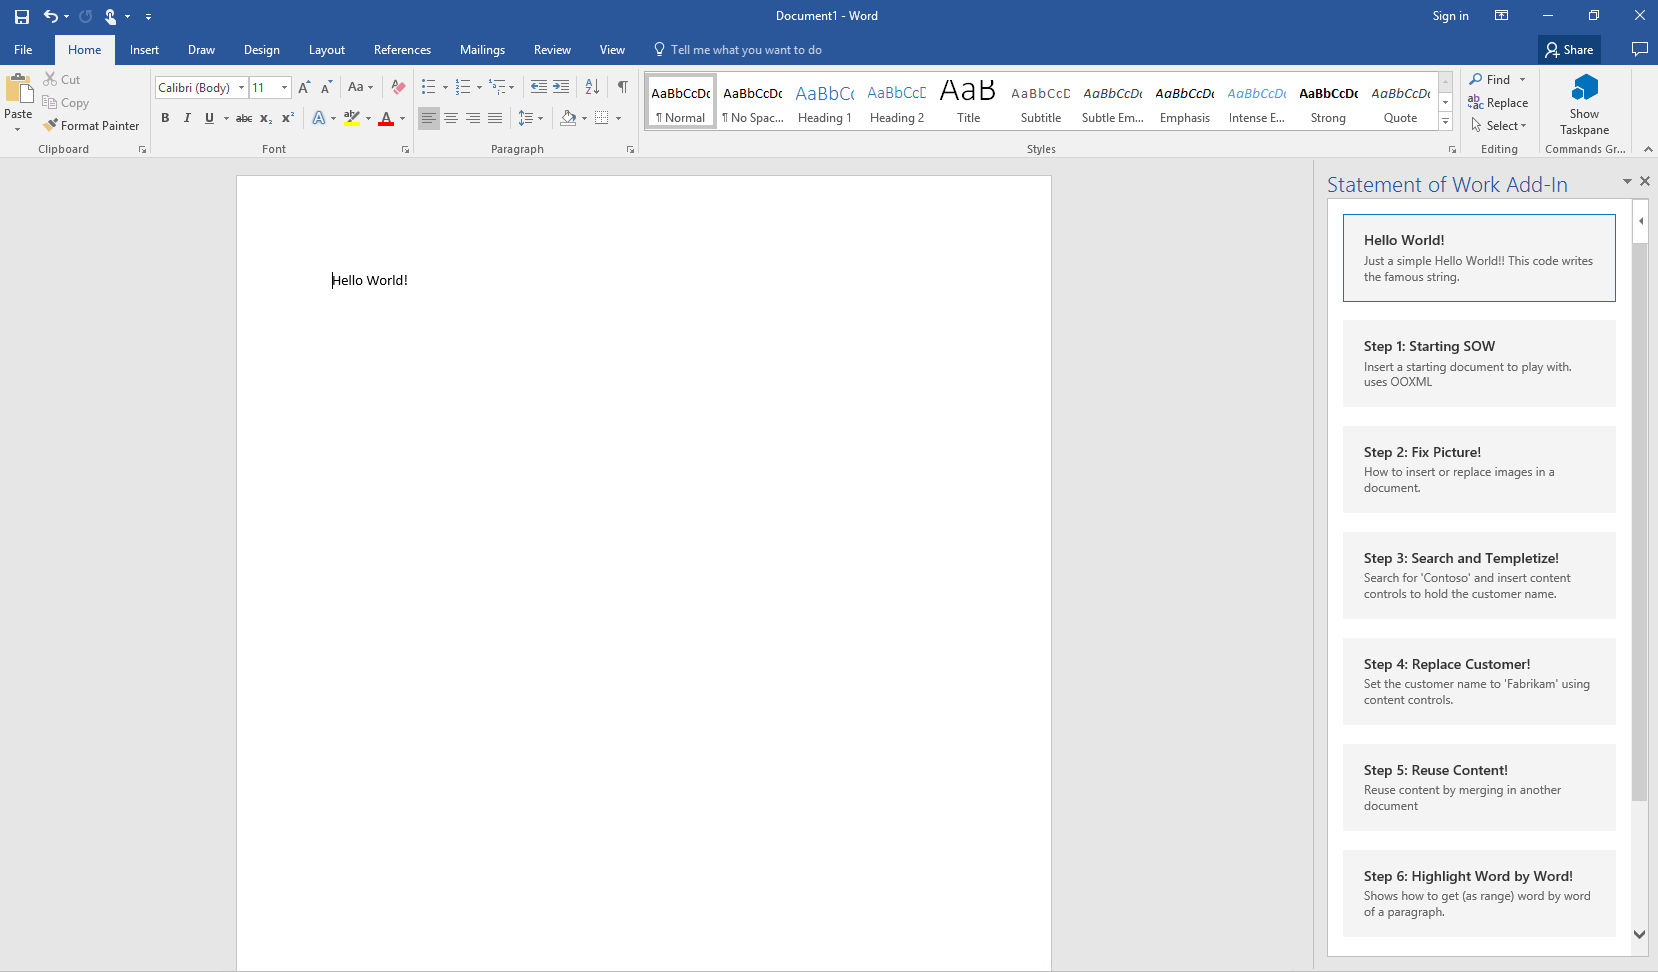 Document1 - Word
Sign in
File Home Insert Draw Design Layout References Mailings Review View Tell me what you want to do Share
Paste
Cut
Copy
Format Painter
Clipboard
Calibri (Body) 11 Aa
B I U abc x₂ x² A aby A
Font
A Z
Paragraph
AaBbCcDc AaBbCcDc AaBbCc AaBbCcD AaB AaBbCcD AaBbCcDc AaBbCcDc AaBbCcDc AaBbCcDc AaBbCcDc
¶ Normal ¶ No Spac... Heading 1 Heading 2 Title Subtitle Subtle Em... Emphasis Intense E... Strong Quote
Styles
Find
Replace
Select
Editing
Show
Taskpane
Commands Gr...
Hello World!
Statement of Work Add-In
Hello World!
Just a simple Hello World!! This code writes
the famous string.
Step 1: Starting SOW
Insert a starting document to play with.
uses OOXML
Step 2: Fix Picture!
How to insert or replace images in a
document.
Step 3: Search and Templetize!
Search for 'Contoso' and insert content
controls to hold the customer name.
Step 4: Replace Customer!
Set the customer name to 'Fabrikam' using
content controls.
Step 5: Reuse Content!
Reuse content by merging in another
document
Step 6: Highlight Word by Word!
Shows how to get (as range) word by word
of a paragraph.